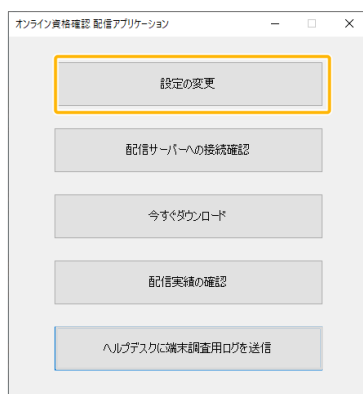 オンライン資格確認 配信アプリケーション
設定の変更
配信サーバーへの接続確認
今すぐダウンロード
配信実績の確認
ヘルプデスクに端末調査用ログを送信